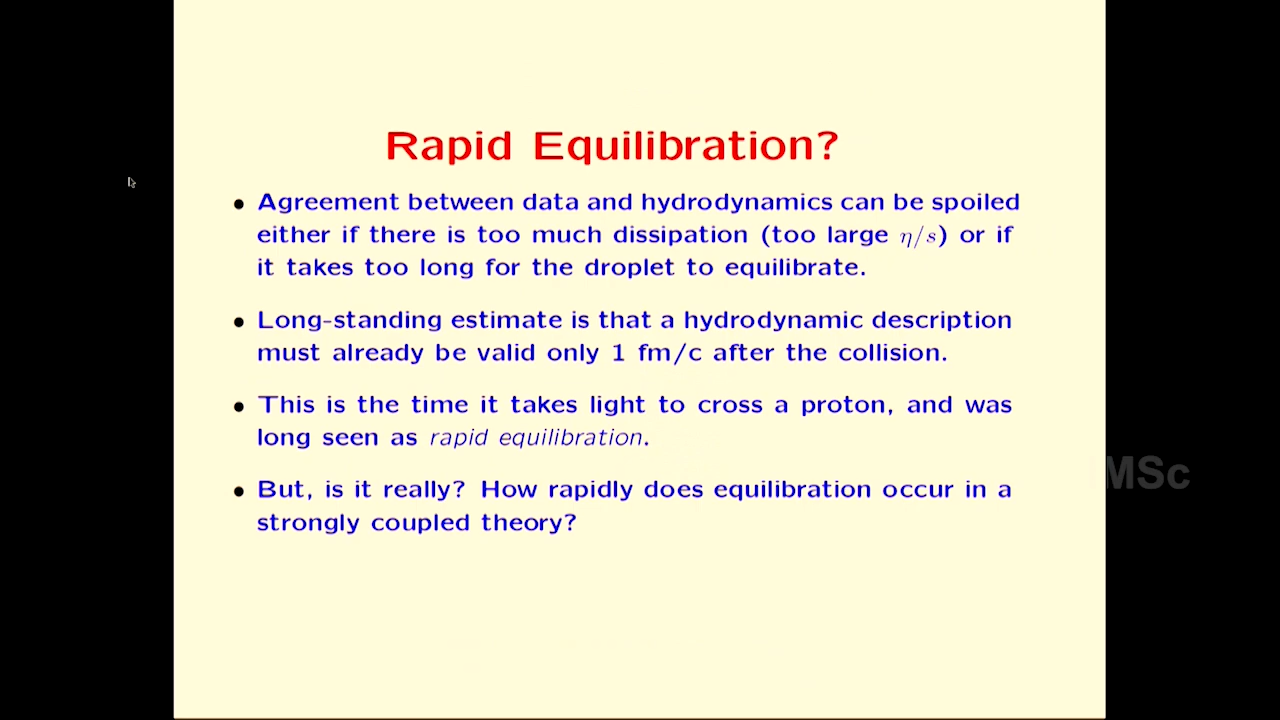 Rapid Equilibration?
• Agreement between data and hydrodynamics can be spoiled
either if there is too much dissipation (too large η/s) or if
it takes too long for the droplet to equilibrate.
• Long-standing estimate is that a hydrodynamic description
must already be valid only 1 fm/c after the collision.
• This is the time it takes light to cross a proton, and was
long seen as rapid equilibration.
• But, is it really? How rapidly does equilibration occur in a
strongly coupled theory?
IMSc